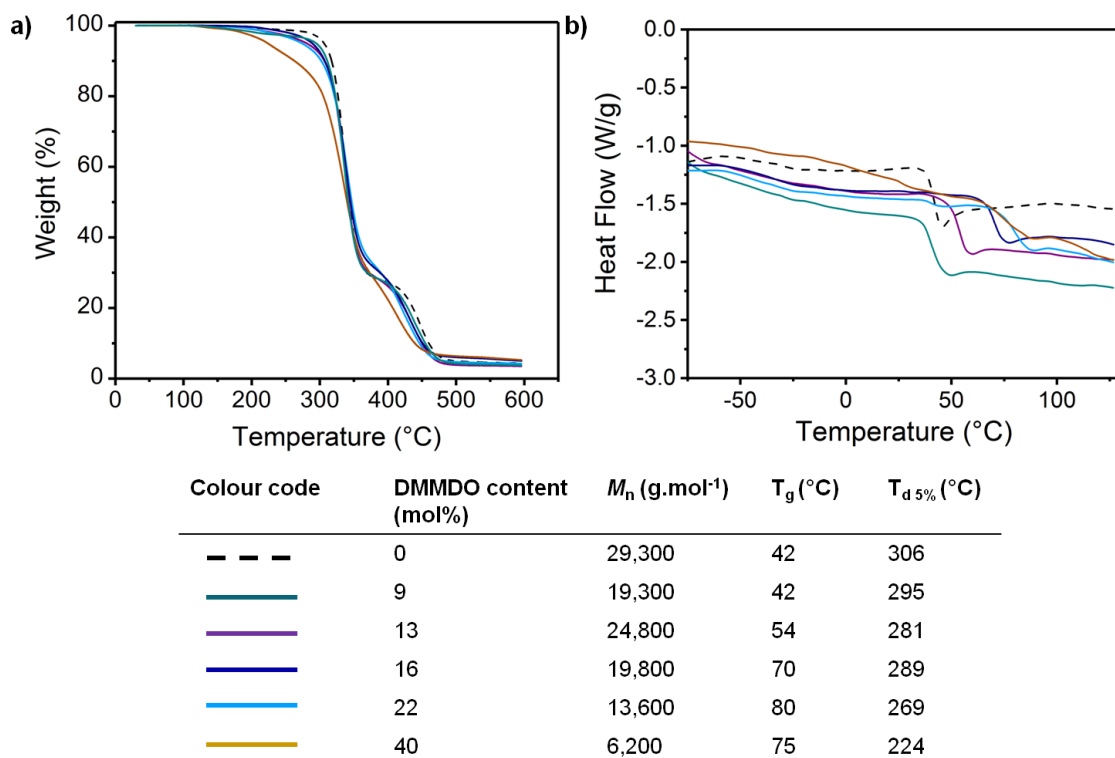 a)
100
80
60
40
20
0
Weight (%)
0 100 200 300 400 500 600
Temperature (°C)
b)
0.0
-0.5
-1.0
-1.5
-2.0
-2.5
-3.0
Heat Flow (W/g)
-50 0 50 100
Temperature (°C)
Colour code DMMDO content (mol%) Mn (g.mol-1) Tg (°C) Td 5% (°C)
0 29,300 42 306
9 19,300 42 295
13 24,800 54 281
16 19,800 70 289
22 13,600 80 269
40 6,200 75 224